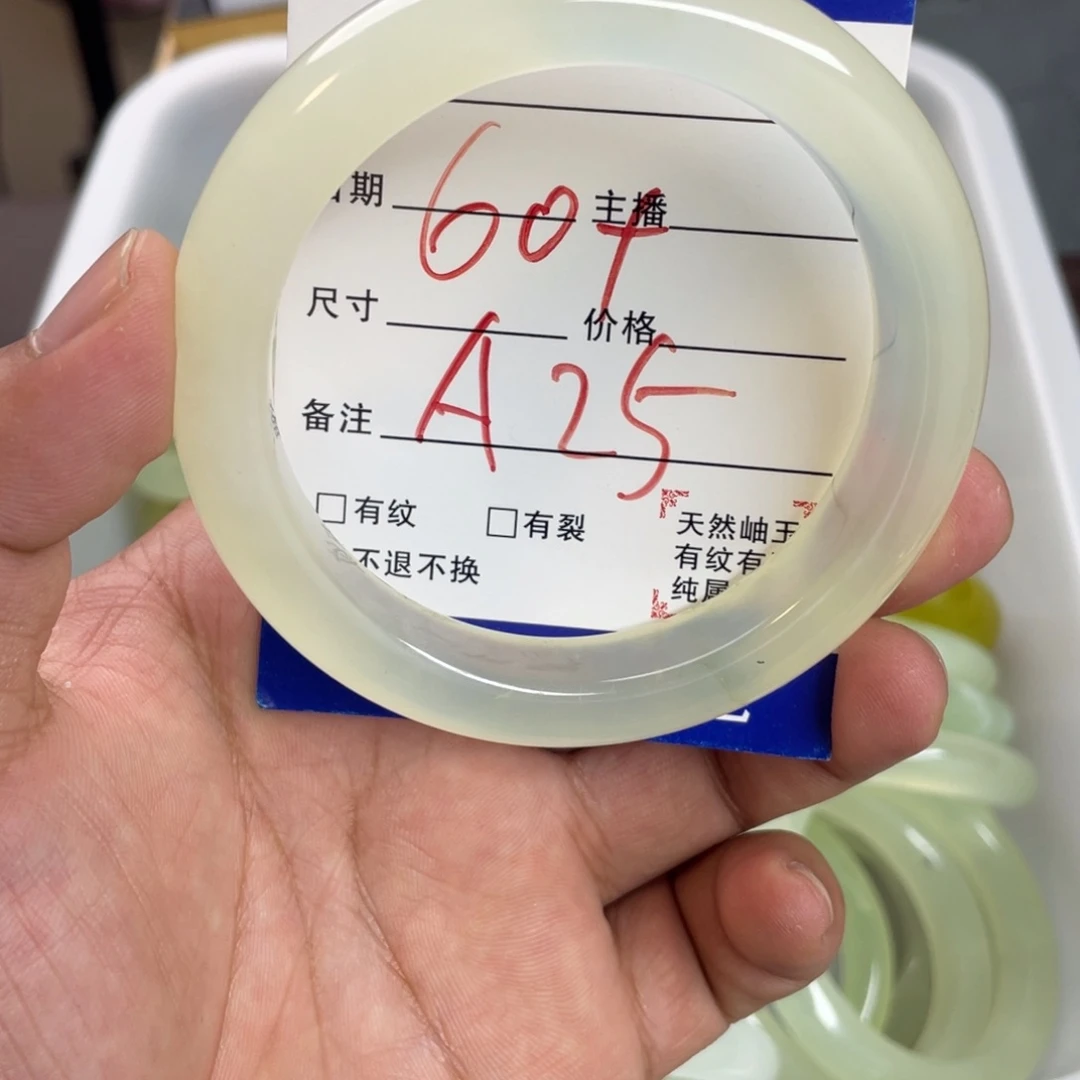 期 60+ 主播
尺寸 价格
备注 A25
□有纹 □有裂
不退不换
天然岫玉
有纹有
纯属